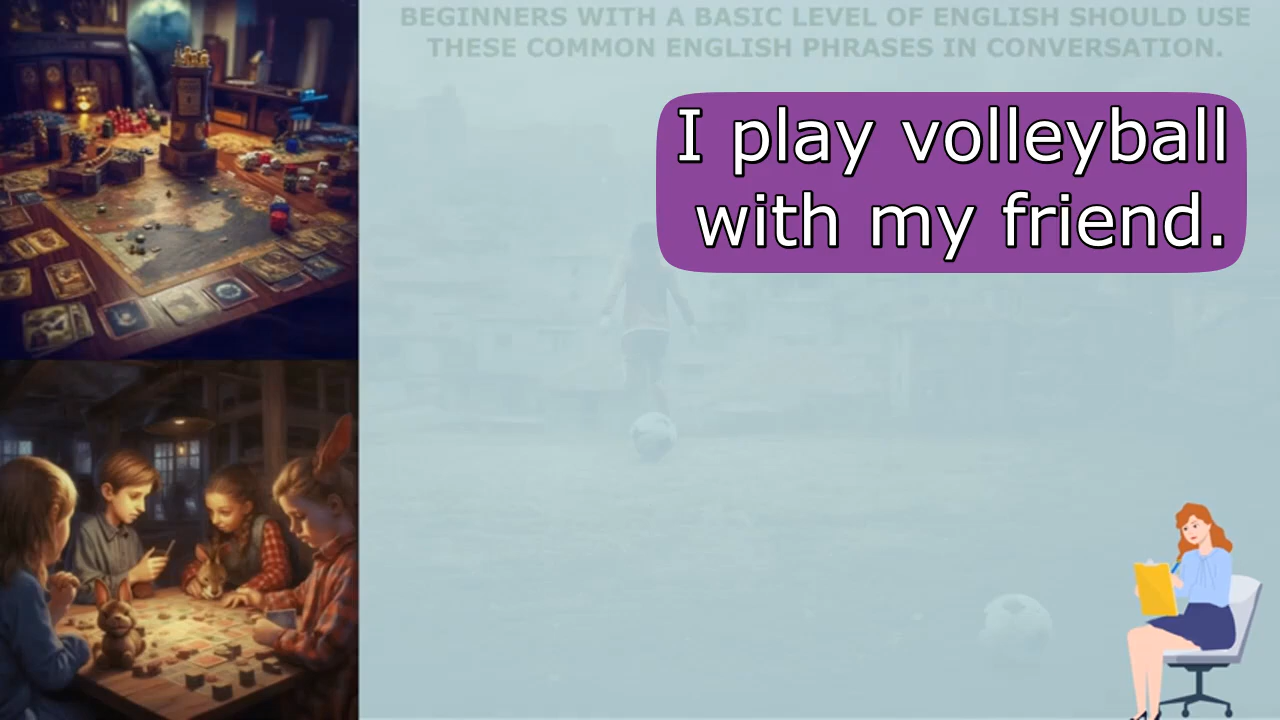 BEGINNERS WITH A BASIC LEVEL OF ENGLISH SHOULD USE
THESE COMMON ENGLISH PHRASES IN CONVERSATION.
I play volleyball
with my friend.